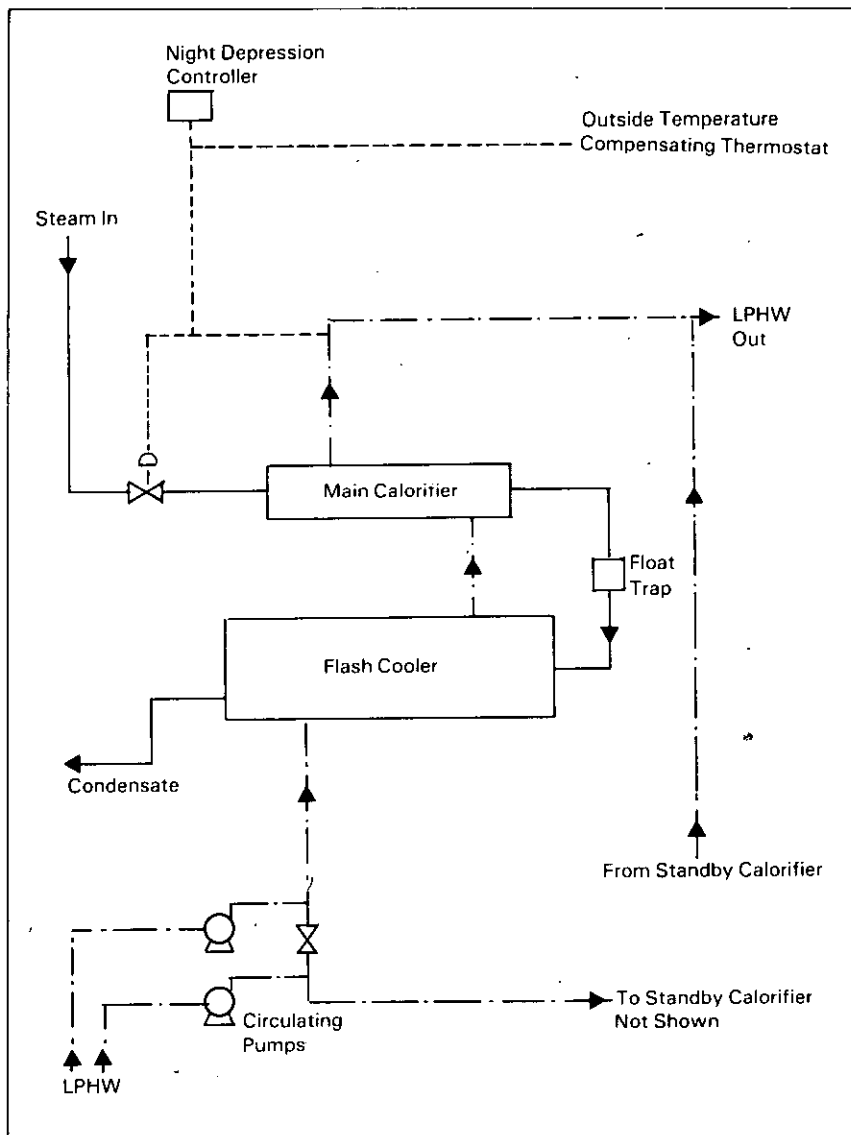 Night Depression
Controller
Outside Temperature
Compensating Thermostat
Steam In
LPHW
Out
Main Calorifier
Float
Trap
Flash Cooler
Condensate
From Standby Calorifier
To Standby Calorifier
Not Shown
Circulating
Pumps
LPHW